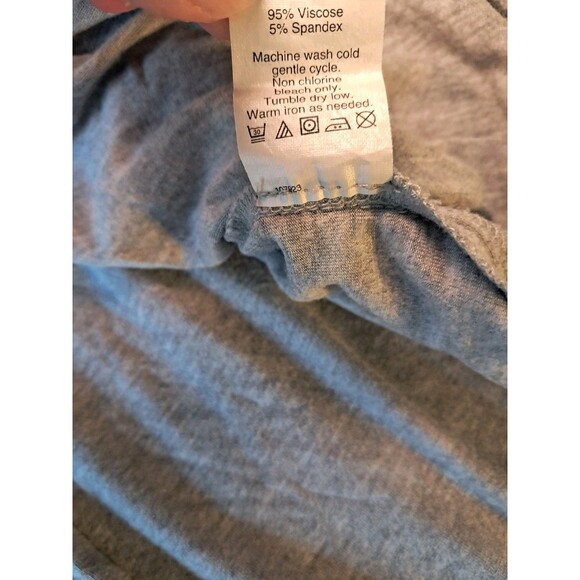 95% Viscose
5% Spandex
Machine wash cold
gentle cycle.
Non chlorine
bleach only.
Tumble dry low.
Warm iron as needed.
30